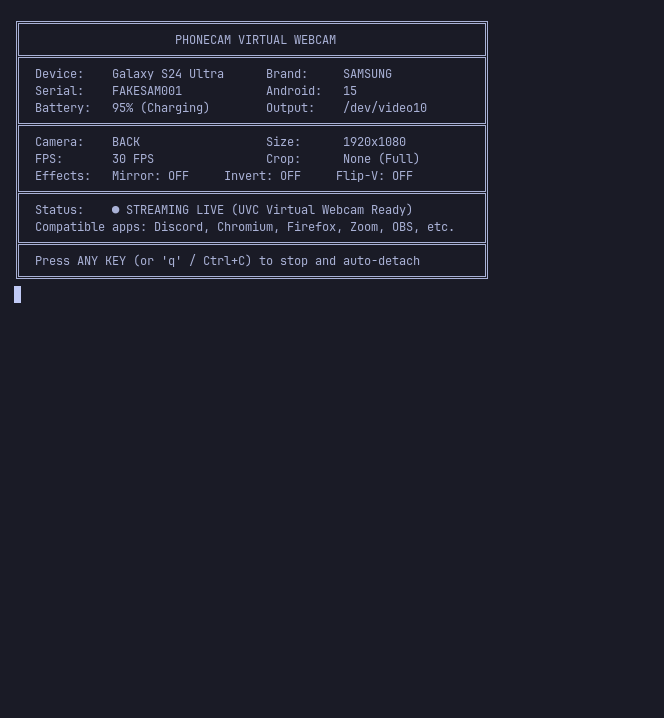 PHONECAM VIRTUAL WEBCAM
Device:    Galaxy S24 Ultra      Brand:     SAMSUNG
Serial:    FAKESAM001            Android:   15
Battery:   95% (Charging)        Output:    /dev/video10
Camera:    BACK                  Size:      1920x1080
FPS:       30 FPS                Crop:      None (Full)
Effects:   Mirror: OFF     Invert: OFF     Flip-V: OFF
Status:    ● STREAMING LIVE (UVC Virtual Webcam Ready)
Compatible apps: Discord, Chromium, Firefox, Zoom, OBS, etc.
Press ANY KEY (or 'q' / Ctrl+C) to stop and auto-detach